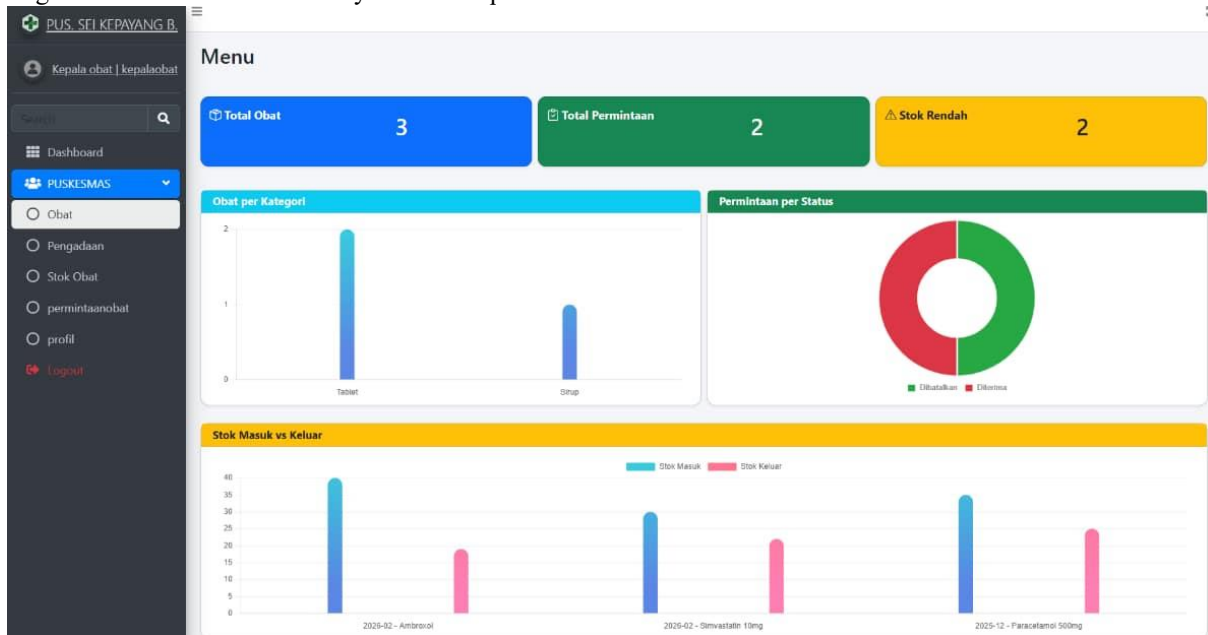 PUS. SEI KEPAYANG B.
Kepala obat | kepalaobat
Search
Dashboard
PUSKESMAS
Obat
Pengadaan
Stok Obat
permintaanobat
profil
Logout
Menu
Total Obat
3
Total Permintaan
2
Stok Rendah
2
Obat per Kategori
2
1
0
Tablet
Sirup
Permintaan per Status
Dibatalkan
Diterima
Stok Masuk vs Keluar
Stok Masuk
Stok Keluar
40
35
30
25
20
15
10
5
0
2026-02 - Ambroxol
2026-02 - Simvastatin 10mg
2025-12 - Paracetamol 500mg